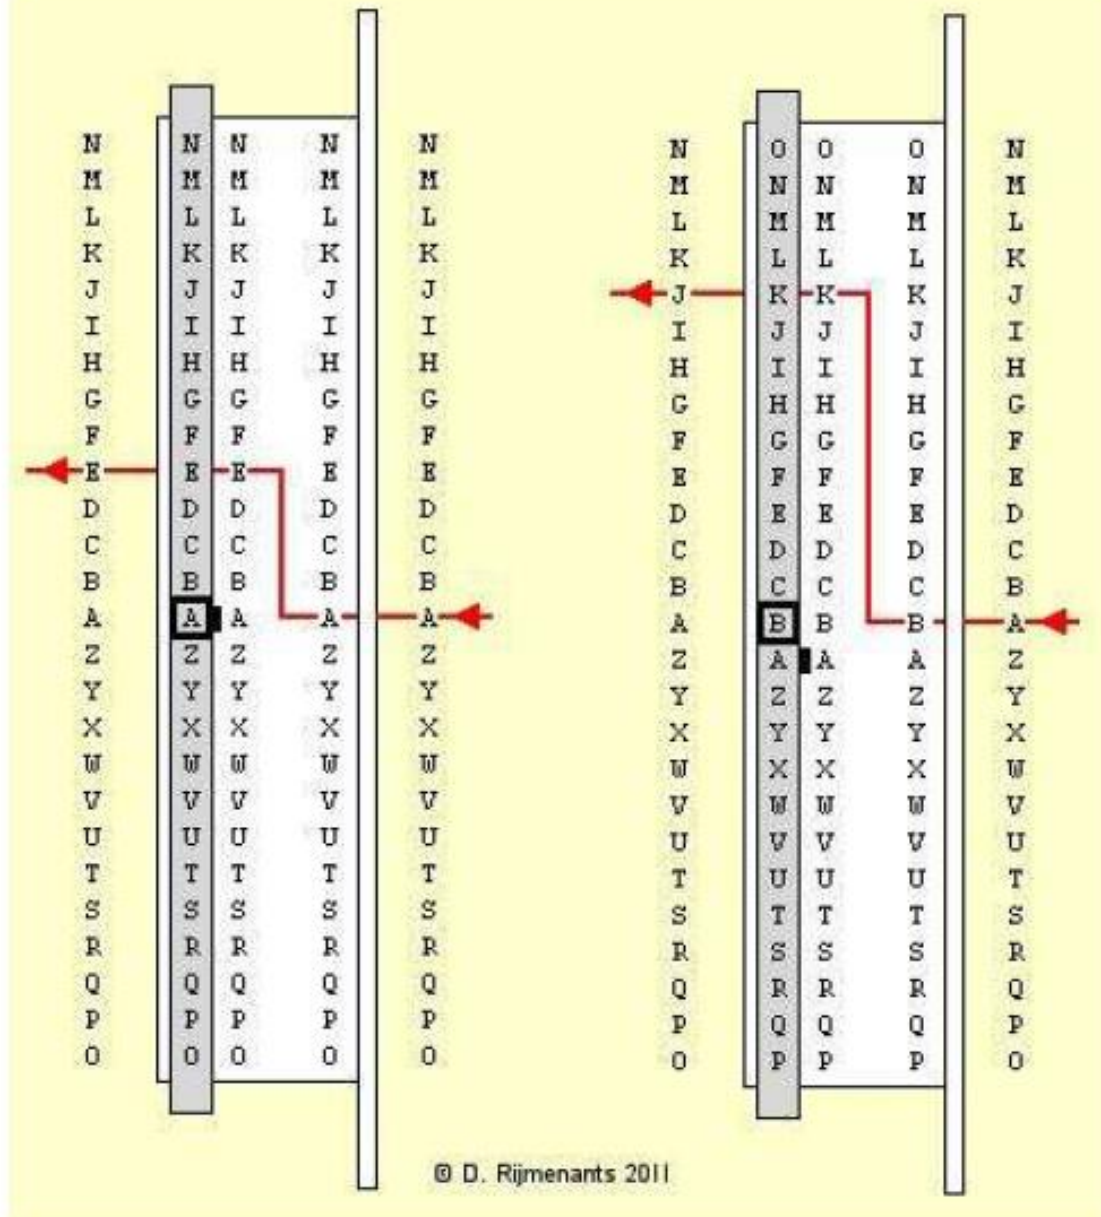 N N N N N
M M M M M
L L L L L
K K K K K
J J J J J
I I I I I
H H H H H
G G G G G
F F F F F
E E E E E
D D D D D
C C C C C
B B B B B
A A A A A
Z Z Z Z Z
Y Y Y Y Y
X X X X X
W W W W W
V V V V V
U U U U U
T T T T T
S S S S S
R R R R R
Q Q Q Q Q
P P P P P
O O O O O
N O O O N
M N N N M
L M M M L
K L L L K
J K K K J
I J J J I
H I I I H
G H H H G
F G G G F
E F F F E
D E E E D
C D D D C
B C C C B
A B B B A
Z A A A Z
Y Z Z Z Y
X Y Y Y X
W X X X W
V W W W V
U V V V U
T U U U T
S T T T S
R S S S R
Q R R R Q
P Q Q Q P
O P P P O
© D. Rijmenants 2011